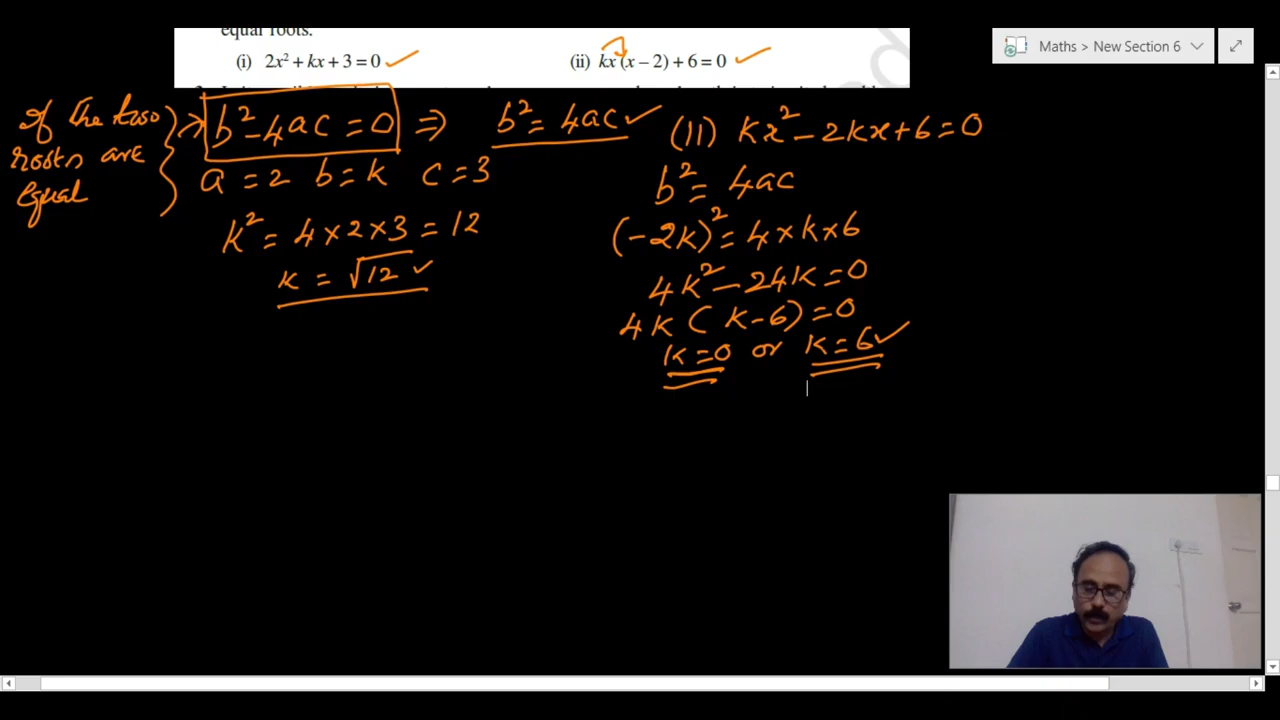 equal roots.
(i) 2x² + kx + 3 = 0 ✓
(ii) kx (x – 2) + 6 = 0 ✓
Maths > New Section 6
If the two
roots are
equal
b² - 4ac = 0 ⇒ b² = 4ac ✓
a = 2 b = k c = 3
k² = 4 × 2 × 3 = 12
k = √12 ✓
(II) kx² - 2kx + 6 = 0
b² = 4ac
(-2k)² = 4 × k × 6
4k² - 24k = 0
4k (k-6) = 0
k = 0 or k = 6 ✓